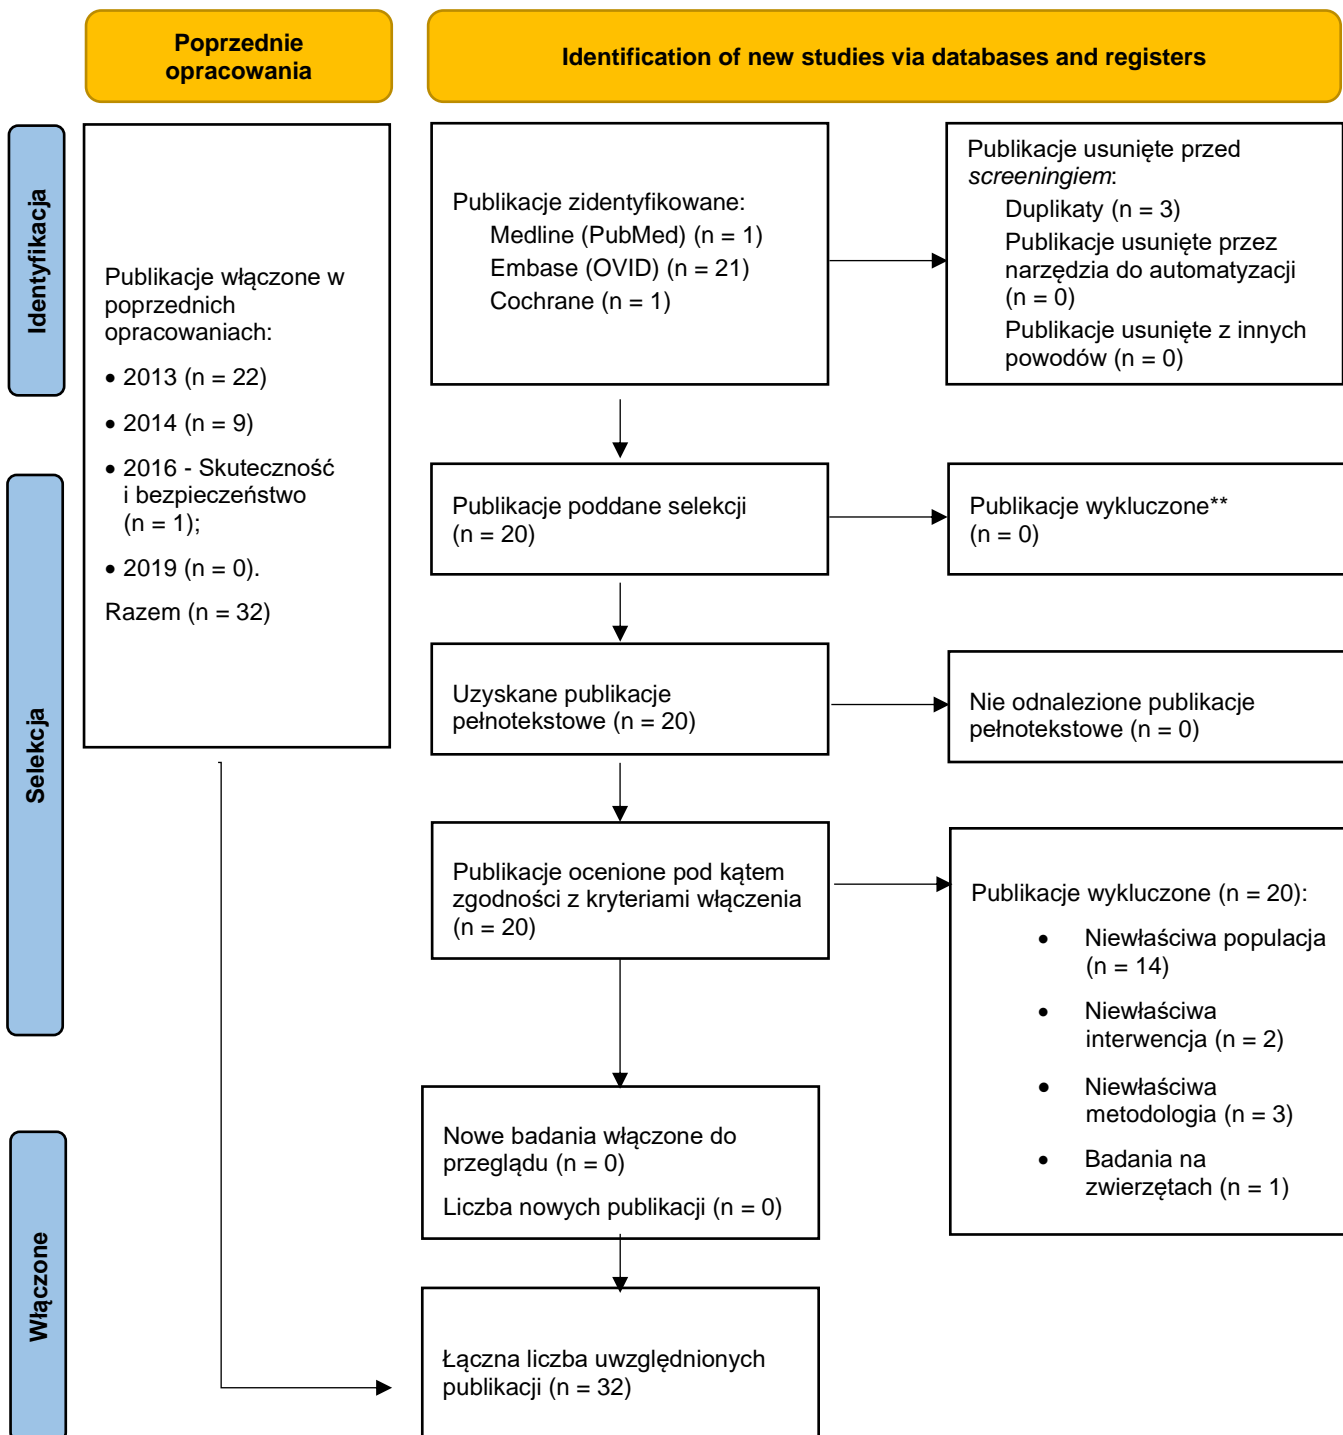 Poprzednie
opracowania
Identification of new studies via databases and registers
Identyfikacja
Publikacje włączone w
poprzednich
opracowaniach:
• 2013 (n = 22)
• 2014 (n = 9)
• 2016 - Skuteczność
i bezpieczeństwo
(n = 1);
• 2019 (n = 0).
Razem (n = 32)
Publikacje zidentyfikowane:
Medline (PubMed) (n = 1)
Embase (OVID) (n = 21)
Cochrane (n = 1)
Publikacje usunięte przed
screeningiem:
Duplikaty (n = 3)
Publikacje usunięte przez
narzędzia do automatyzacji
(n = 0)
Publikacje usunięte z innych
powodów (n = 0)
Selekcja
Publikacje poddane selekcji
(n = 20)
Publikacje wykluczone**
(n = 0)
Uzyskane publikacje
pełnotekstowe (n = 20)
Nie odnalezione publikacje
pełnotekstowe (n = 0)
Publikacje ocenione pod kątem
zgodności z kryteriami włączenia
(n = 20)
Publikacje wykluczone (n = 20):
• Niewłaściwa populacja
(n = 14)
• Niewłaściwa
interwencja (n = 2)
• Niewłaściwa
metodologia (n = 3)
• Badania na
zwierzętach (n = 1)
Włączone
Nowe badania włączone do
przeglądu (n = 0)
Liczba nowych publikacji (n = 0)
Łączna liczba uwzględnionych
publikacji (n = 32)